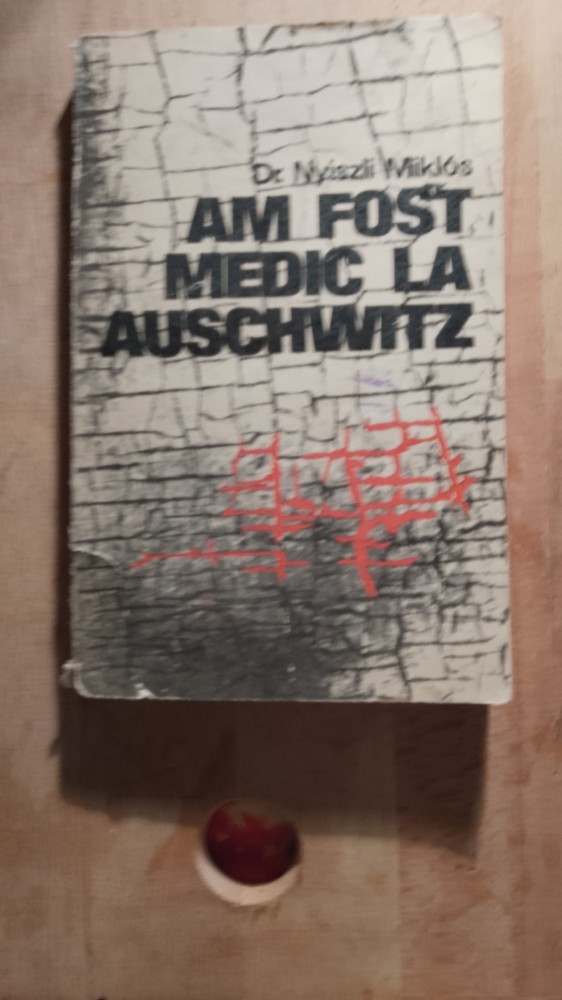 Dr. Nyiszli Miklós
AM FOST
MEDIC LA
AUSCHWITZ